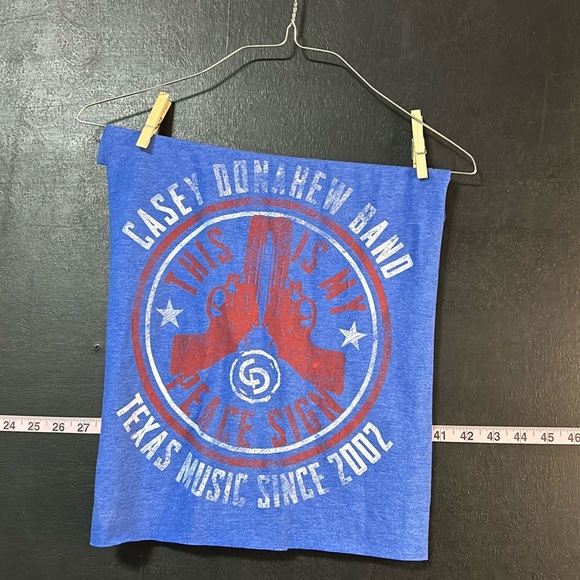 CASEY DONAHEW BAND
THIS IS MY
PEACE SIGN
CD
TEXAS MUSIC SINCE 2002
24 25 26 27 41 42 43 44 45 46